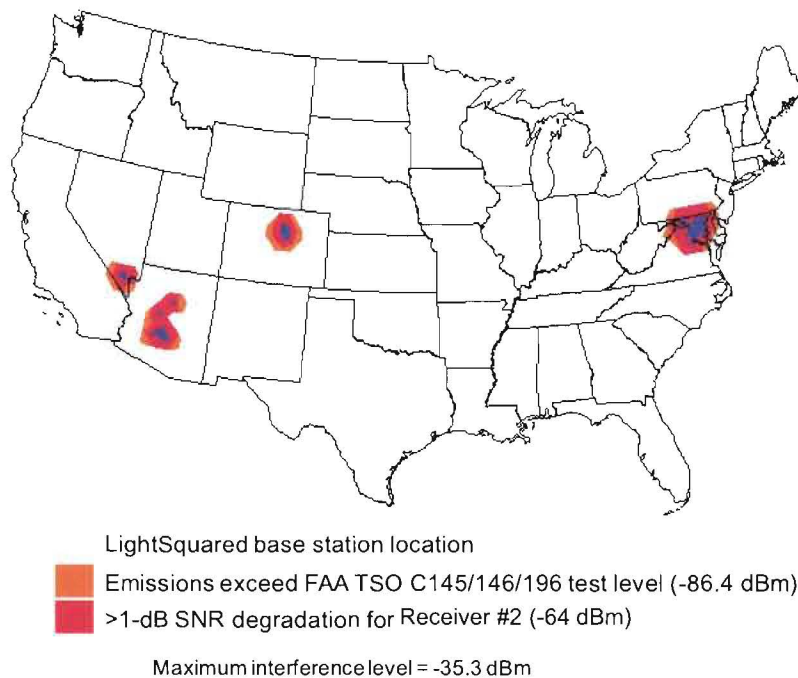 LightSquared base station location
Emissions exceed FAA TSO C145/146/196 test level (-86.4 dBm)
>1-dB SNR degradation for Receiver #2 (-64 dBm)
Maximum interference level = -35.3 dBm